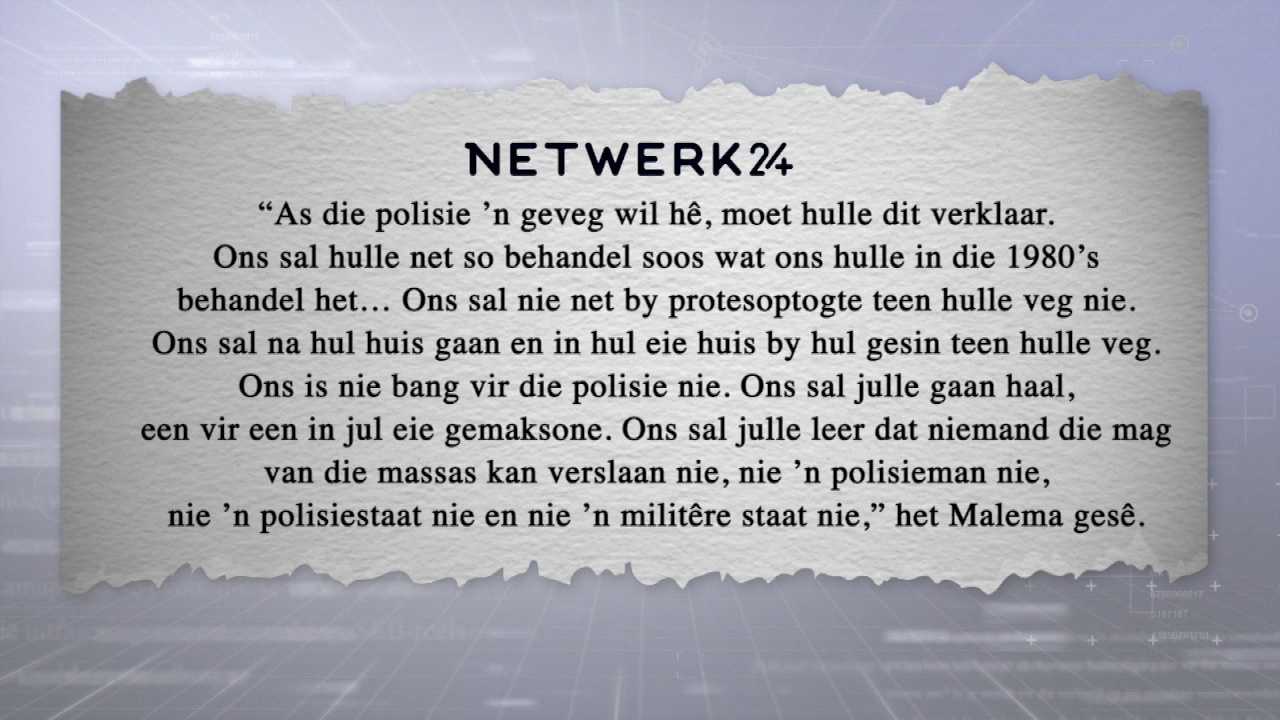 NETWERK24
“As die polisie ’n geveg wil hê, moet hulle dit verklaar.
Ons sal hulle net so behandel soos wat ons hulle in die 1980’s
behandel het… Ons sal nie net by protesoptogte teen hulle veg nie.
Ons sal na hul huis gaan en in hul eie huis by hul gesin teen hulle veg.
Ons is nie bang vir die polisie nie. Ons sal julle gaan haal,
een vir een in jul eie gemaksone. Ons sal julle leer dat niemand die mag
van die massas kan verslaan nie, nie ’n polisieman nie,
nie ’n polisiestaat nie en nie ’n militêre staat nie,” het Malema gesê.